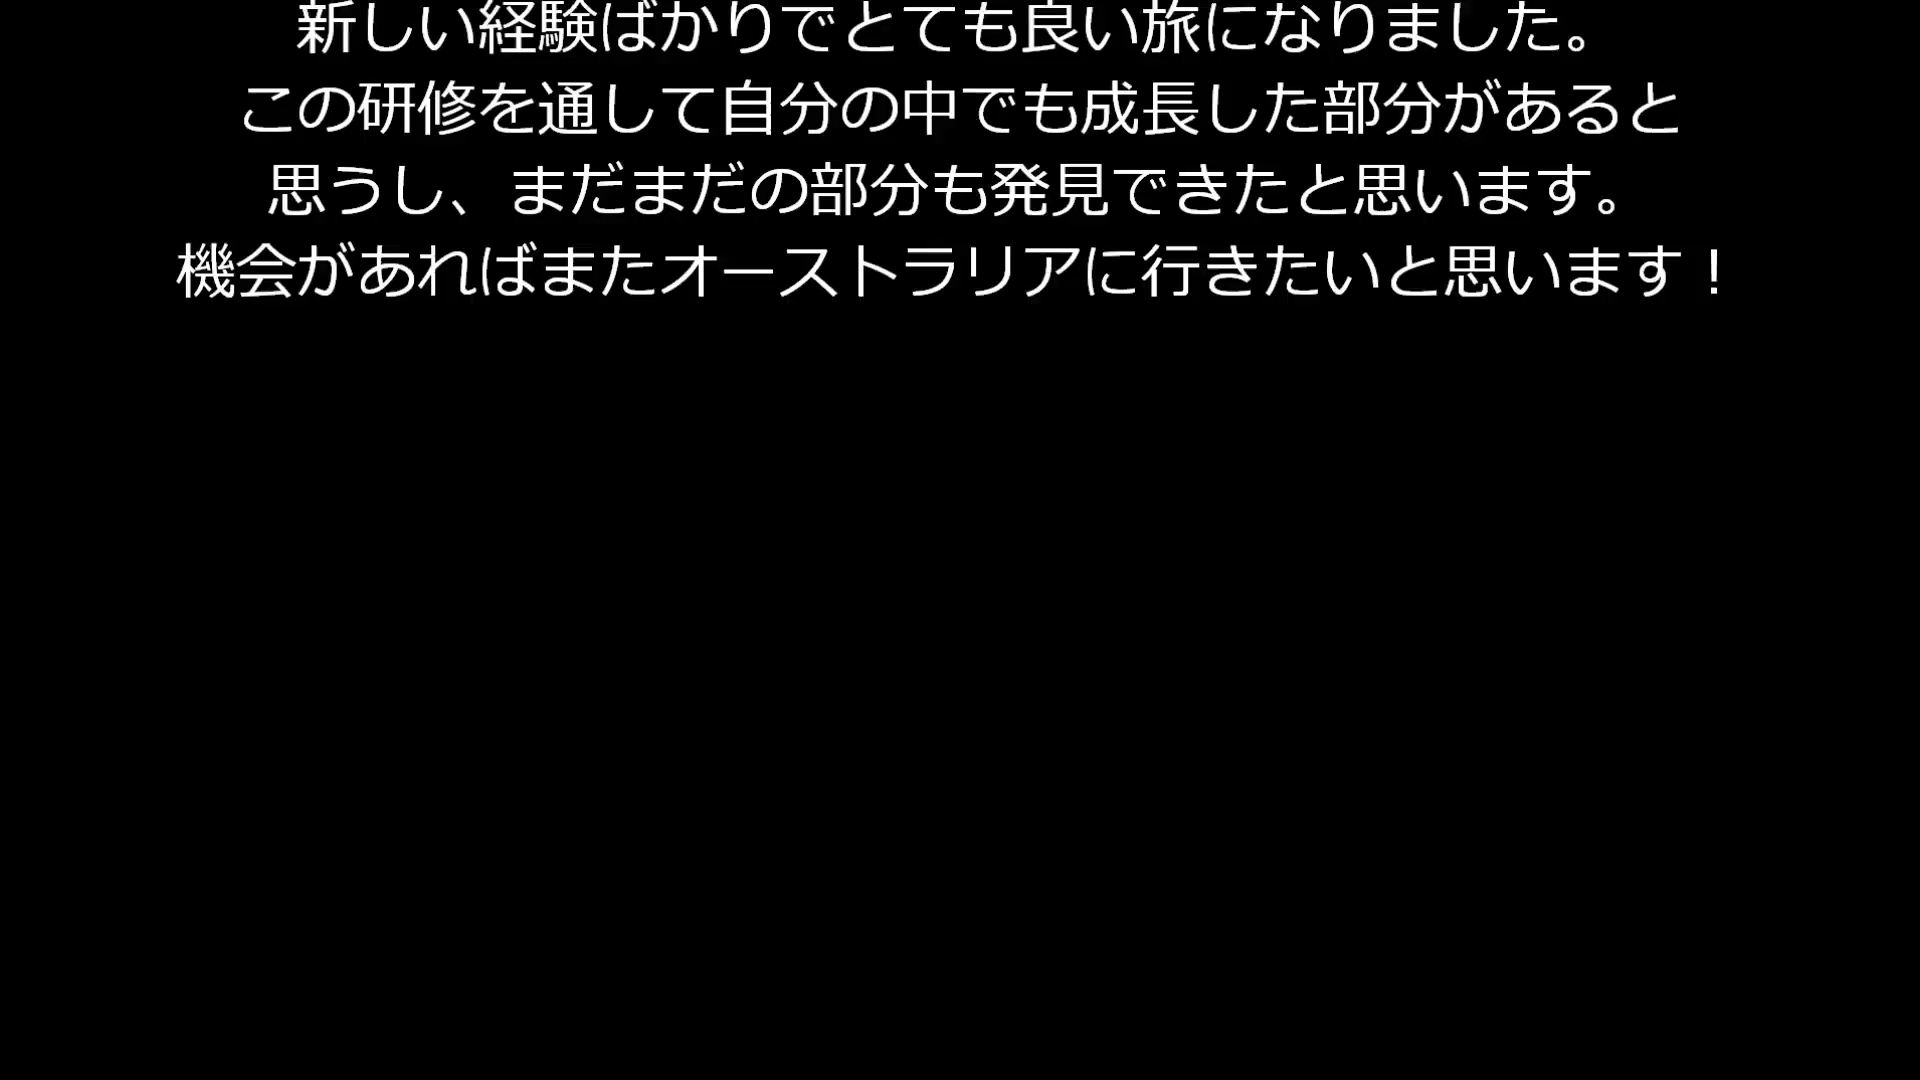 新しい経験ばかりでとても良い旅になりました。
この研修を通して自分の中でも成長した部分があると
思うし、まだまだの部分も発見できたと思います。
機会があればまたオーストラリアに行きたいと思います！